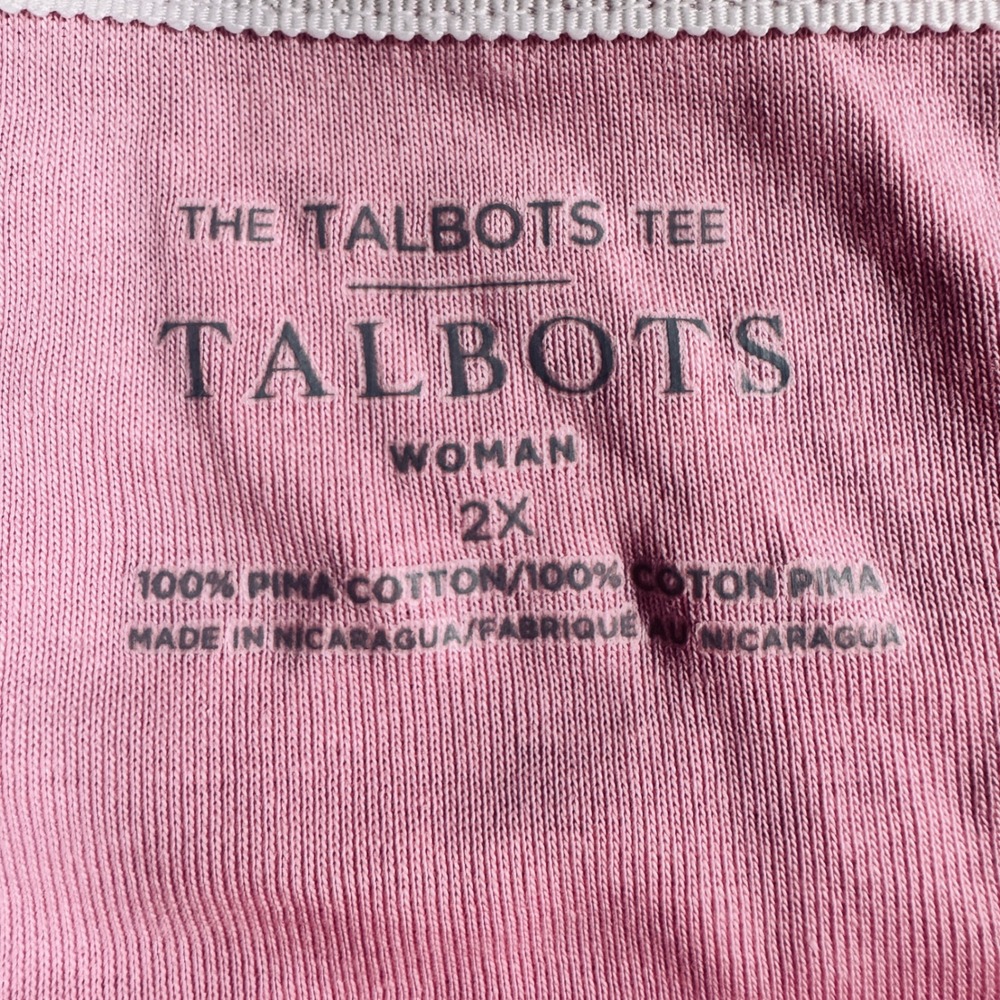 THE TALBOTS TEE
TALBOTS
WOMAN
2X
100% PIMA COTTON/100% COTON PIMA
MADE IN NICARAGUA/FABRIQUÉ AU NICARAGUA